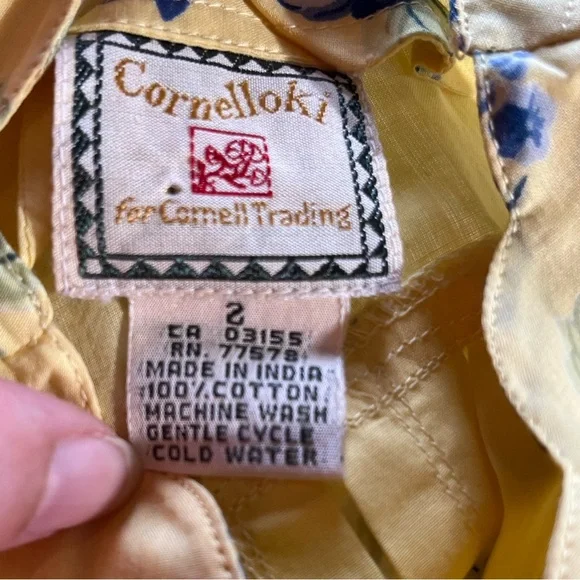 Cornelloki
for Cornell Trading
2
CA 03155
RN. 77578
MADE IN INDIA
100% COTTON
MACHINE WASH
GENTLE CYCLE
COLD WATER